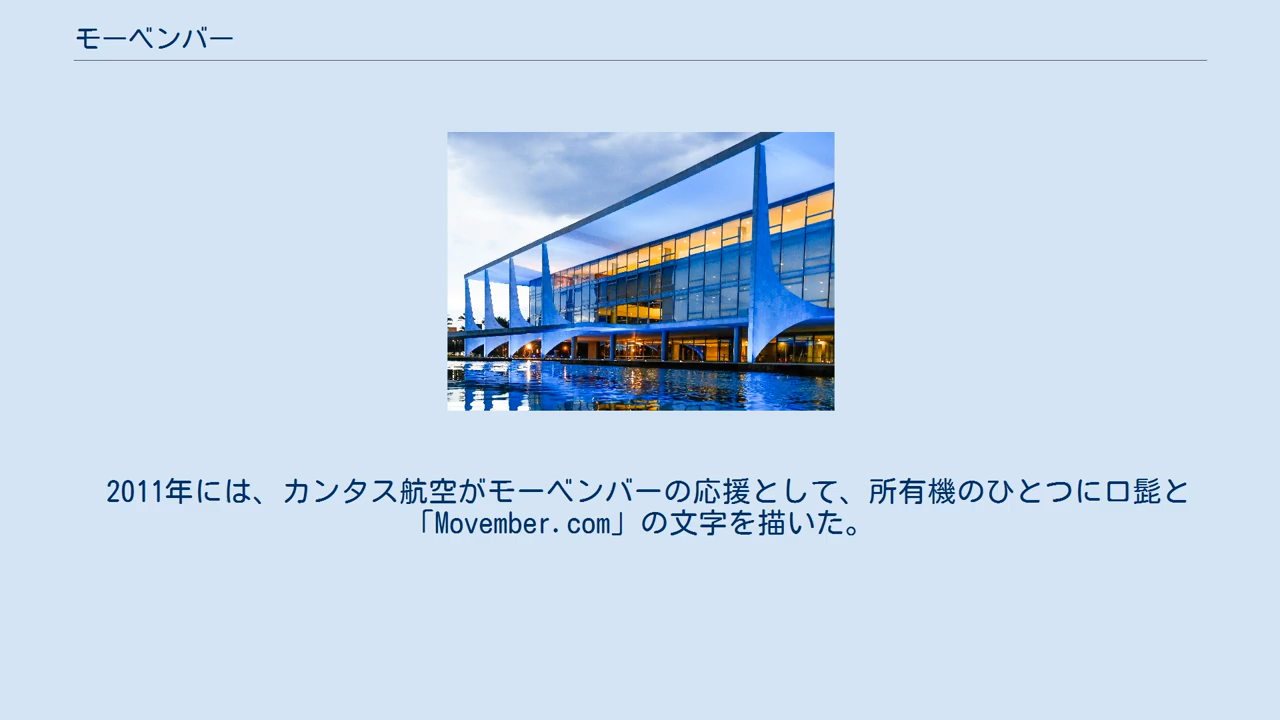 モーベンバー
2011年には、カンタス航空がモーベンバーの応援として、所有機のひとつに口髭と
「Movember.com」の文字を描いた。